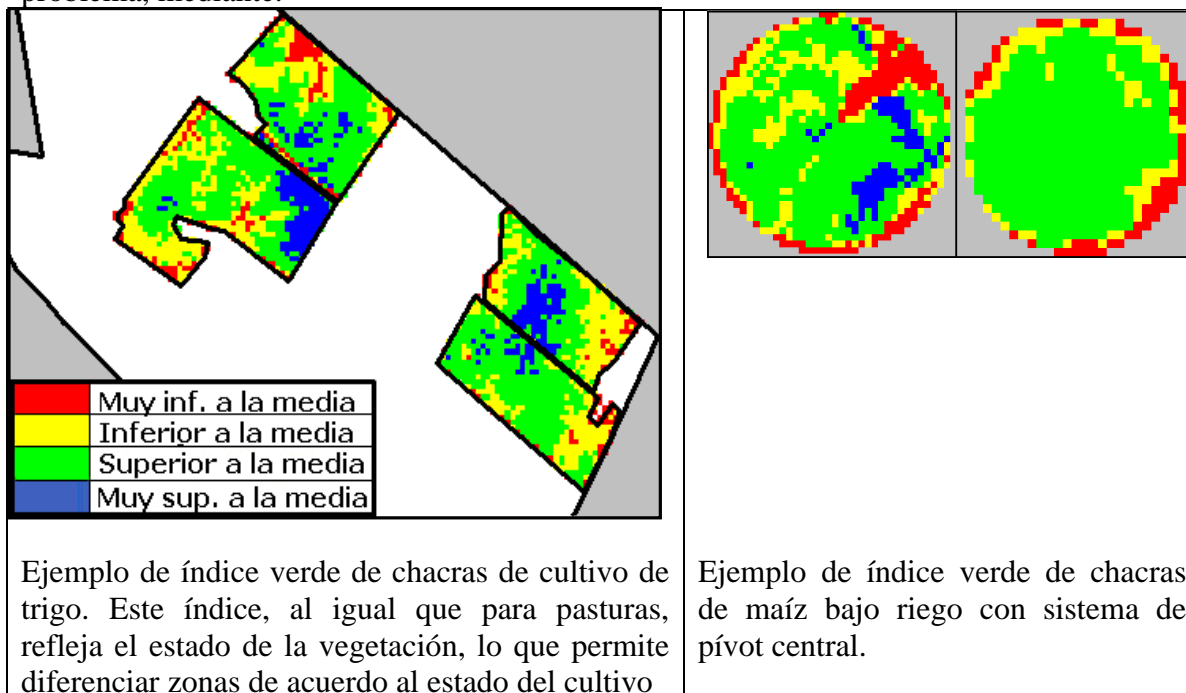 problema, mediante:
Muy inf. a la media
Inferior a la media
Superior a la media
Muy sup. a la media
Ejemplo de índice verde de chacras de cultivo de
trigo. Este índice, al igual que para pasturas,
refleja el estado de la vegetación, lo que permite
diferenciar zonas de acuerdo al estado del cultivo
Ejemplo de índice verde de chacras
de maíz bajo riego con sistema de
pívot central.